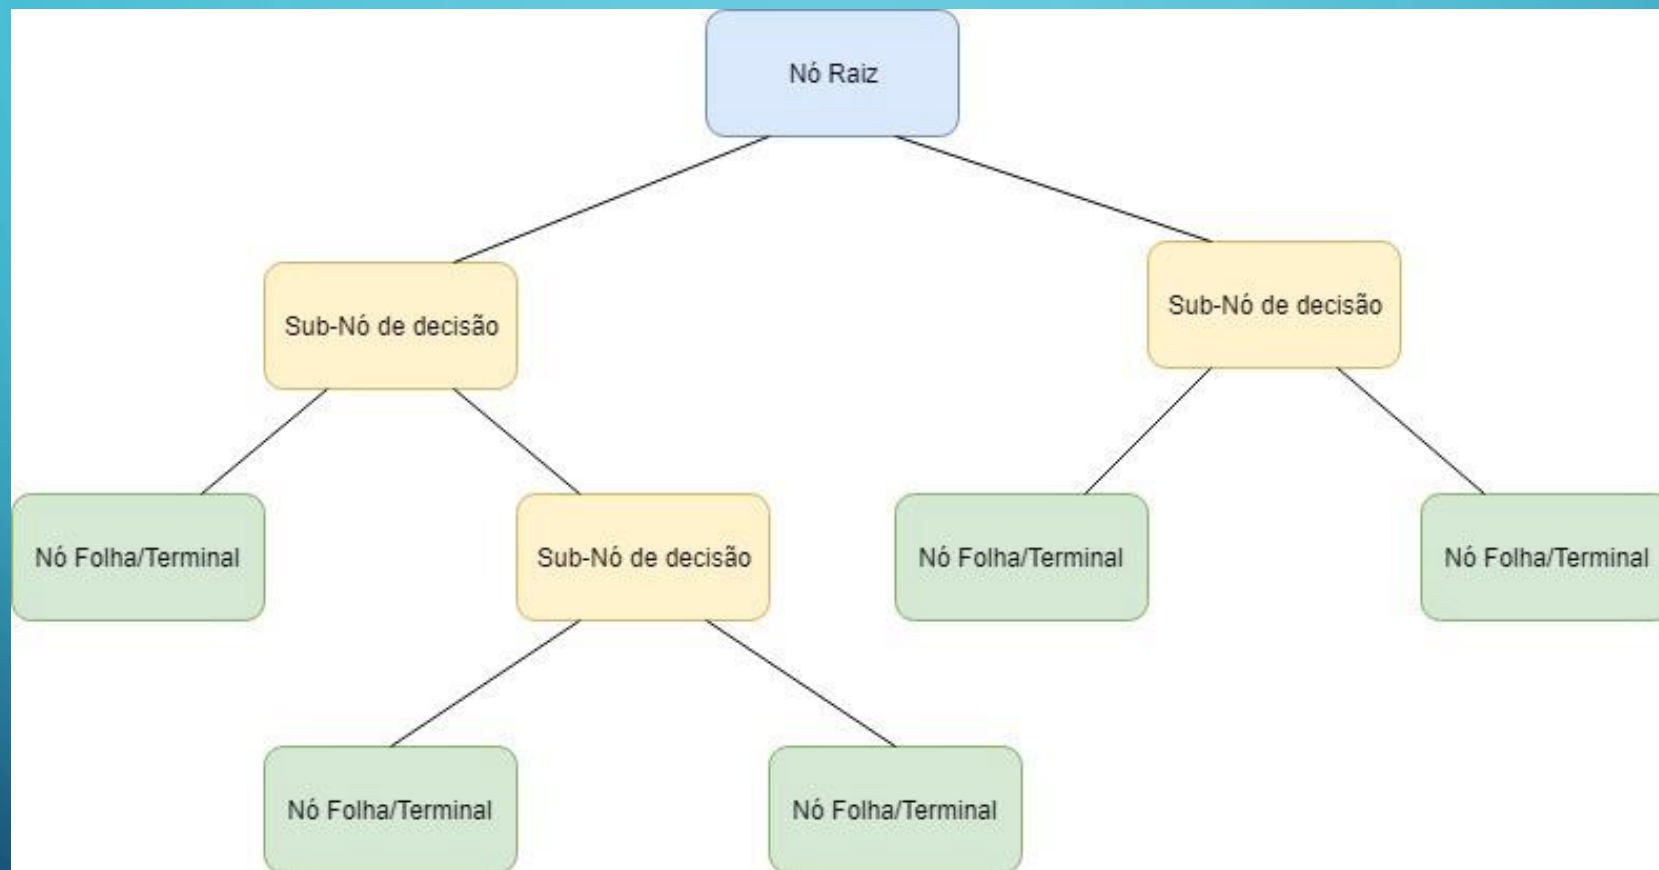 Nó Raiz
Sub-Nó de decisão
Sub-Nó de decisão
Nó Folha/Terminal
Sub-Nó de decisão
Nó Folha/Terminal
Nó Folha/Terminal
Nó Folha/Terminal
Nó Folha/Terminal